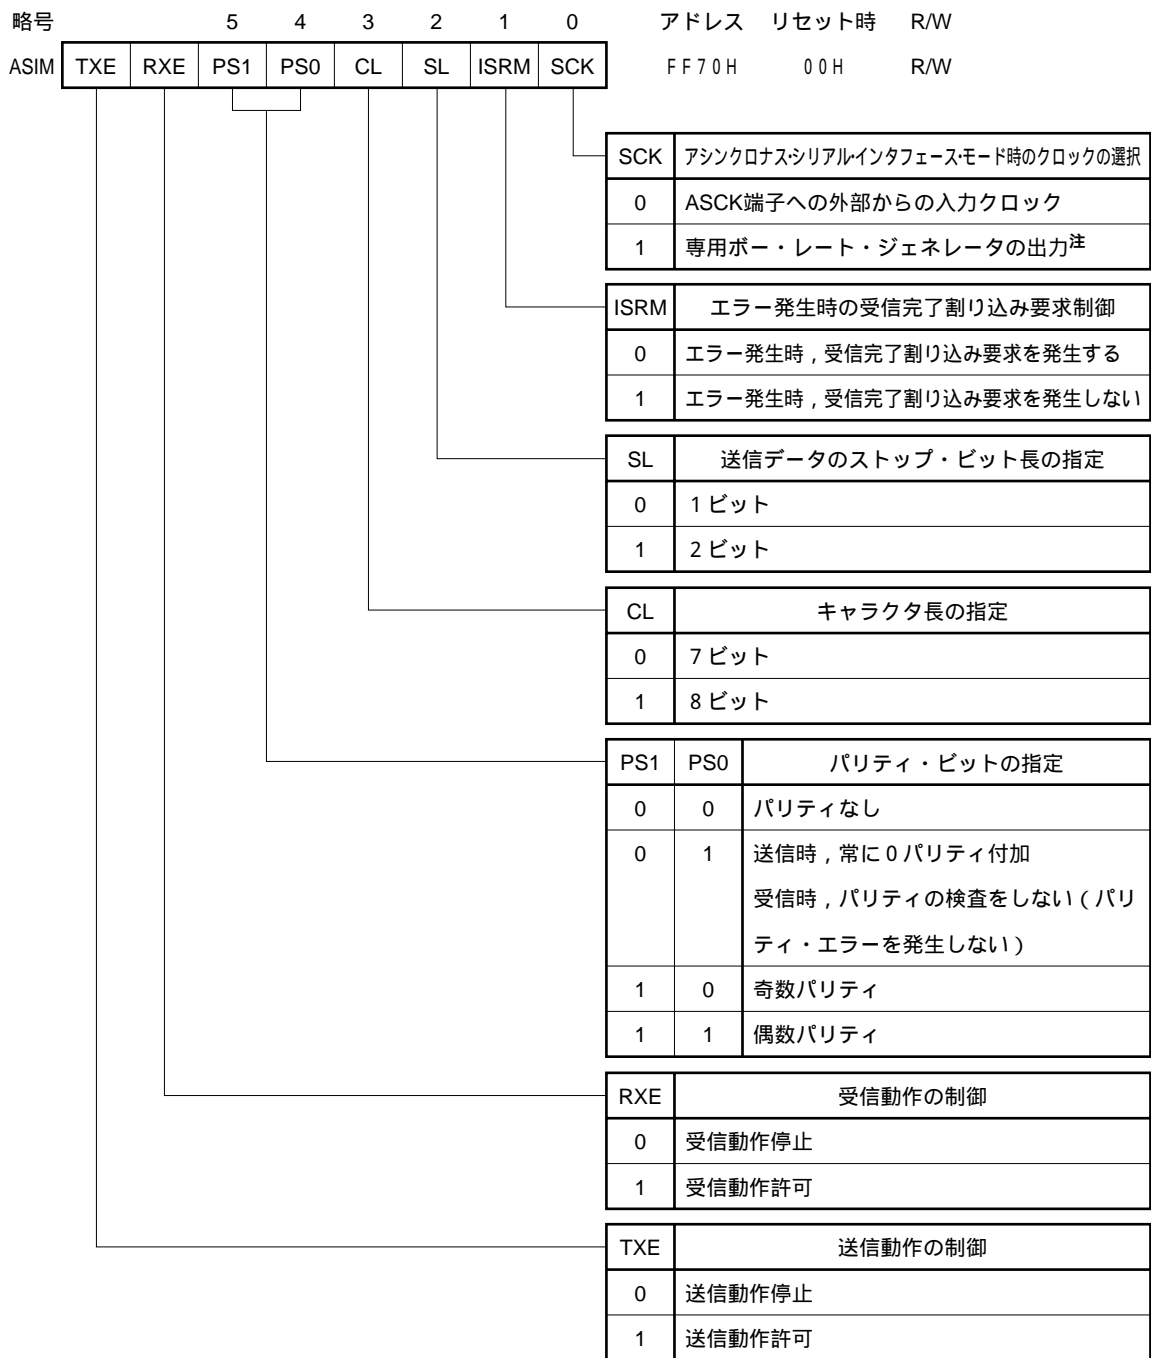 略号 5 4 3 2 1 0 アドレス リセット時 R/W
ASIM TXE RXE PS1 PS0 CL SL ISRM SCK FF70H 00H R/W
SCK アシンクロナス・シリアル・インタフェース・モード時のクロックの選択
0 ASCK端子への外部からの入力クロック
1 専用ボー・レート・ジェネレータの出力注
ISRM エラー発生時の受信完了割り込み要求制御
0 エラー発生時，受信完了割り込み要求を発生する
1 エラー発生時，受信完了割り込み要求を発生しない
SL 送信データのストップ・ビット長の指定
0 1ビット
1 2ビット
CL キャラクタ長の指定
0 7ビット
1 8ビット
PS1 PS0 パリティ・ビットの指定
0 0 パリティなし
0 1 送信時，常に0パリティ付加
受信時，パリティの検査をしない（パリ
ティ・エラーを発生しない）
1 0 奇数パリティ
1 1 偶数パリティ
RXE 受信動作の制御
0 受信動作停止
1 受信動作許可
TXE 送信動作の制御
0 送信動作停止
1 送信動作許可